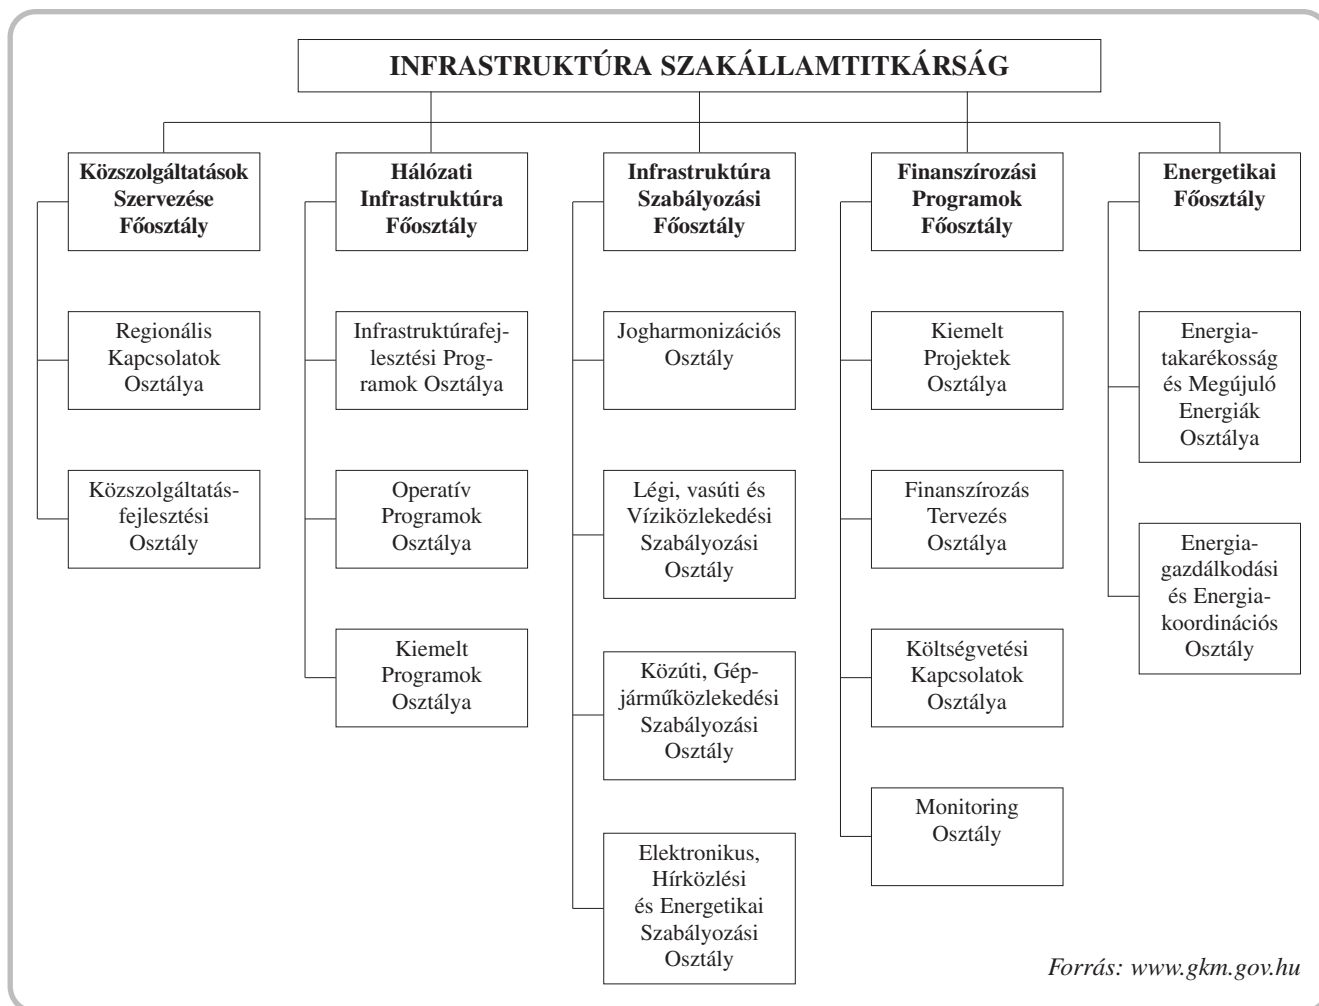 INFRASTRUKTÚRA SZAKÁLLAMTITKÁRSÁG
Közszolgáltatások
Szervezése
Főosztály
Regionális
Kapcsolatok
Osztálya
Közszolgáltatás-
fejlesztési
Osztály
Hálózati
Infrastruktúra
Főosztály
Infrastruktúrafej-
lesztési Prog-
ramok Osztálya
Operatív
Programok
Osztálya
Kiemelt
Programok
Osztálya
Infrastruktúra
Szabályozási
Főosztály
Jogharmonizációs
Osztály
Légi, vasúti és
Víziközlekedési
Szabályozási
Osztály
Közúti, Gép-
járműközlekedési
Szabályozási
Osztály
Elektronikus,
Hírközlési
és Energetikai
Szabályozási
Osztály
Finanszírozási
Programok
Főosztály
Kiemelt
Projektek
Osztálya
Finanszírozás
Tervezés
Osztálya
Költségvetési
Kapcsolatok
Osztálya
Monitoring
Osztály
Energetikai
Főosztály
Energia-
takarékosság
és Megújuló
Energiák
Osztálya
Energia-
gazdálkodási
és Energia-
koordinációs
Osztály
Forrás: www.gkm.gov.hu